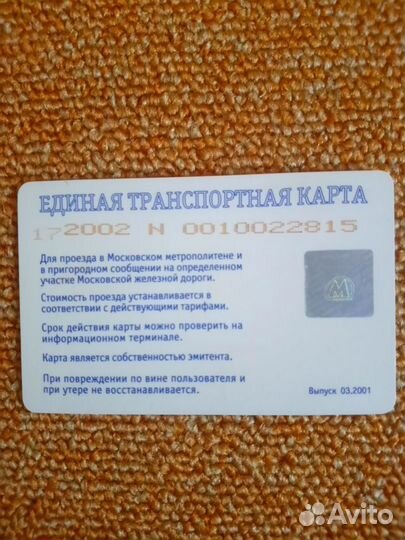 ЕДИНАЯ ТРАНСПОРТНАЯ КАРТА
172002 N 0010022815
Для проезда в Московском метрополитене и
в пригородном сообщении на определенном
участке Московской железной дороги.
М
Стоимость проезда устанавливается в
соответствии с действующими тарифами.
Срок действия карты можно проверить на
информационном терминале.
Карта является собственностью эмитента.
При повреждении по вине пользователя и
при утере не восстанавливается.
Выпуск 03,2001
Avito